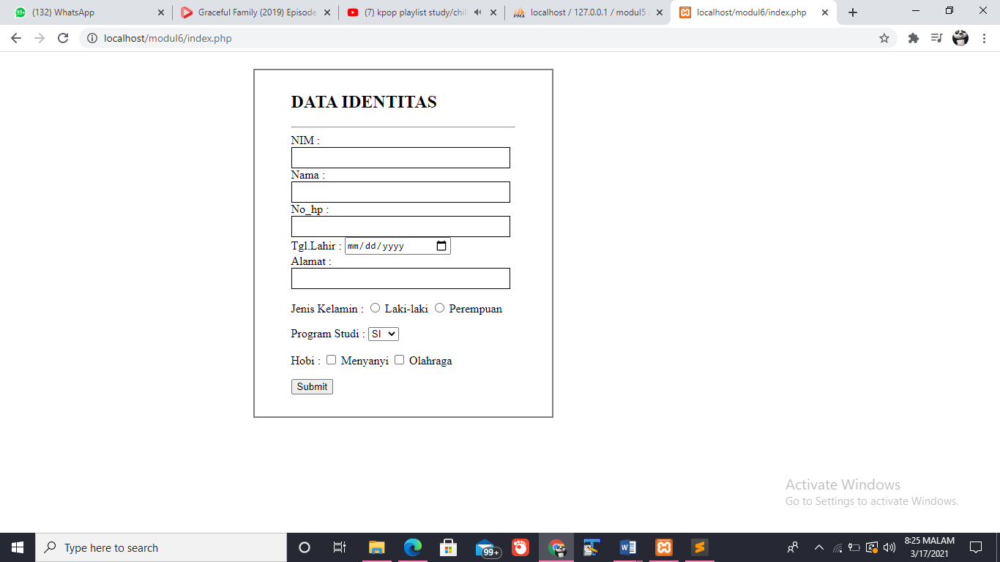 99+ (132) WhatsApp Graceful Family (2019) Episode (7) kpop playlist study/chil PMA localhost / 127.0.0.1 / modul5 localhost/modul6/index.php
localhost/modul6/index.php
DATA IDENTITAS
NIM :
Nama :
No_hp :
Tgl.Lahir : mm/dd/yyyy
Alamat :
Jenis Kelamin : Laki-laki Perempuan
Program Studi : SI
Hobi : Menyanyi Olahraga
Submit
Activate Windows
Go to Settings to activate Windows.
Type here to search 99+ 8:25 MALAM
3/17/2021